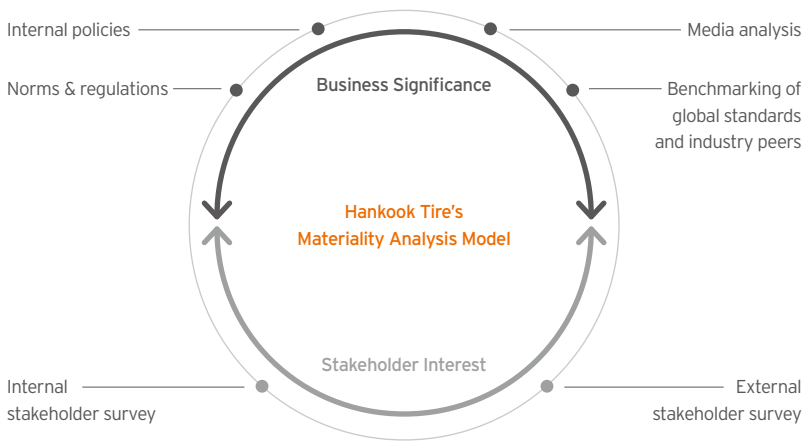 Internal policies
Media analysis
Norms & regulations
Business Significance
Benchmarking of
global standards
and industry peers
Hankook Tire's
Materiality Analysis Model
Stakeholder Interest
Internal
stakeholder survey
External
stakeholder survey